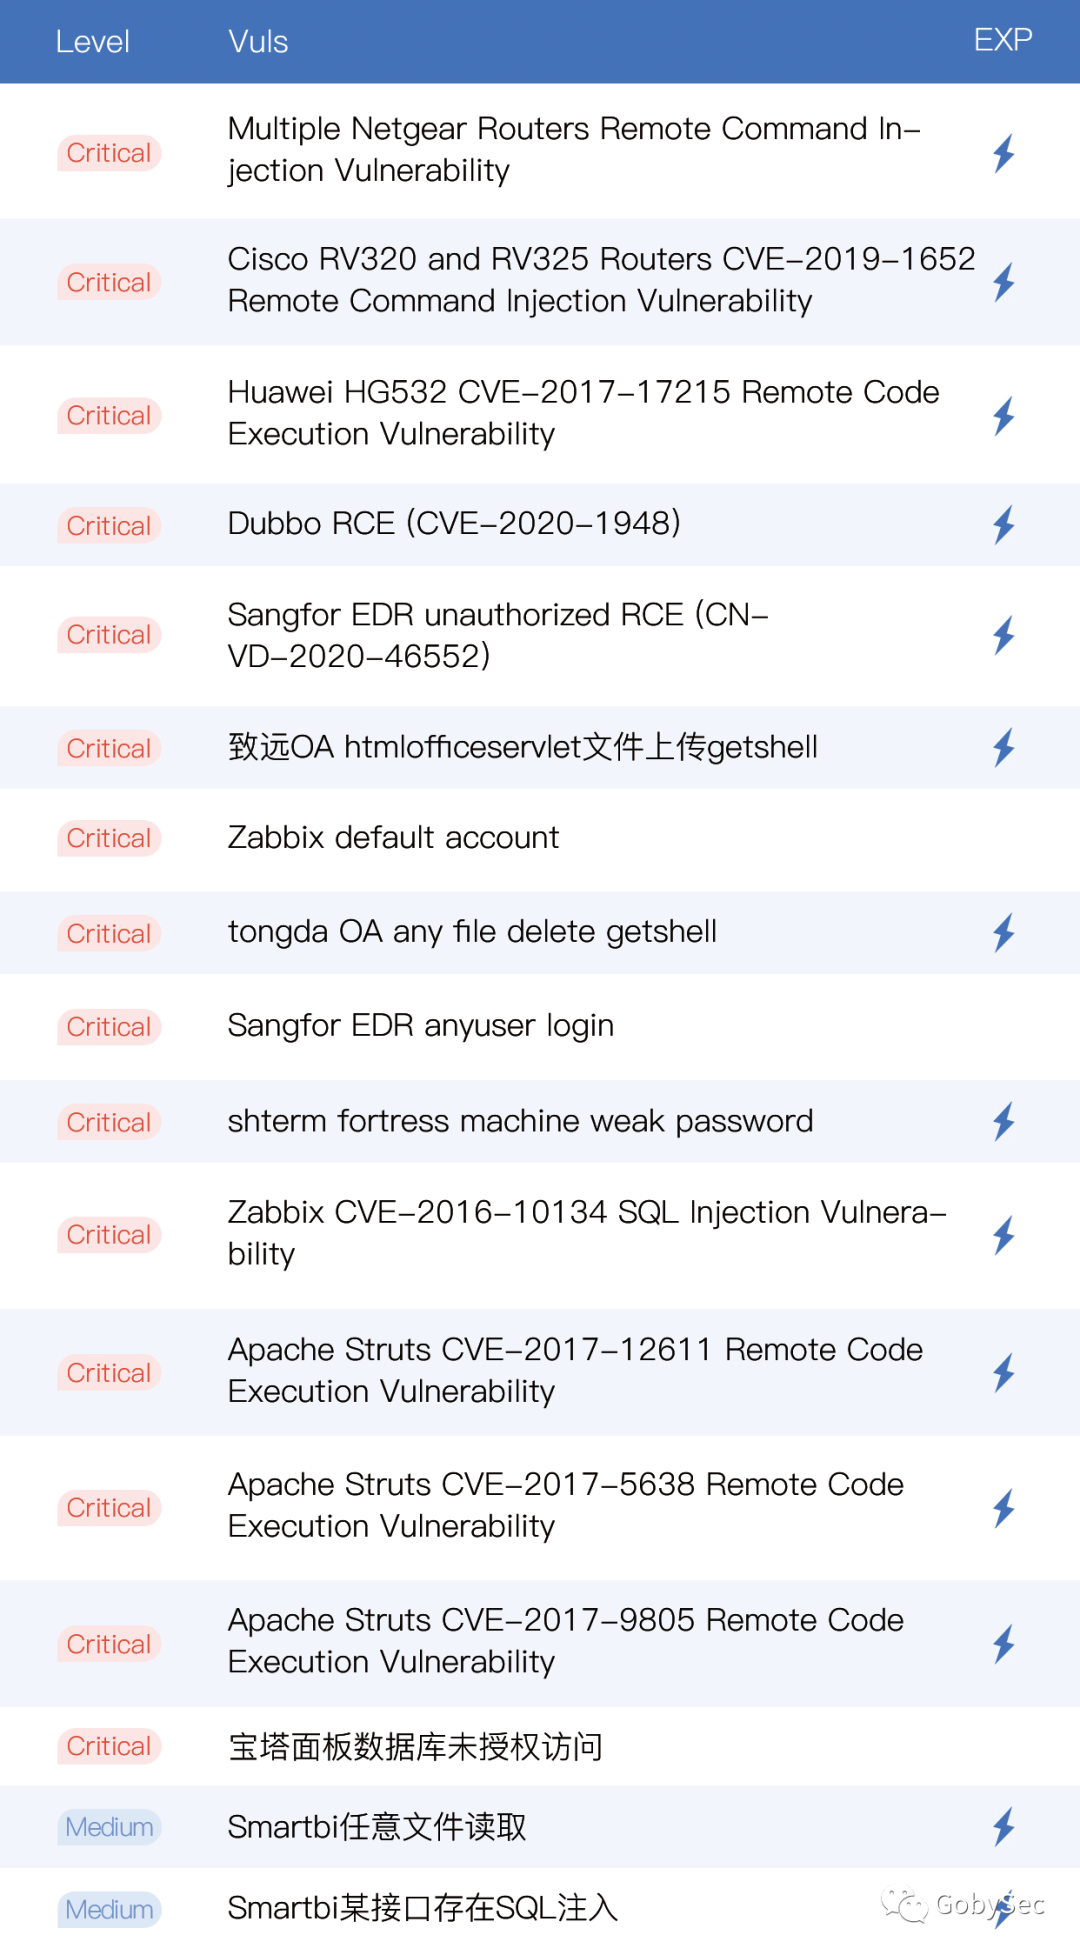 Level Vuls EXP
Critical
Multiple Netgear Routers Remote Command In-
jection Vulnerability
Critical
Cisco RV320 and RV325 Routers CVE-2019-1652
Remote Command Injection Vulnerability
Critical
Huawei HG532 CVE-2017-17215 Remote Code
Execution Vulnerability
Critical
Dubbo RCE (CVE-2020-1948)
Critical
Sangfor EDR unauthorized RCE (CN-
VD-2020-46552)
Critical
致远OA htmlofficeservlet文件上传getshell
Critical
Zabbix default account
Critical
tongda OA any file delete getshell
Critical
Sangfor EDR anyuser login
Critical
shterm fortress machine weak password
Critical
Zabbix CVE-2016-10134 SQL Injection Vulnera-
bility
Critical
Apache Struts CVE-2017-12611 Remote Code
Execution Vulnerability
Critical
Apache Struts CVE-2017-5638 Remote Code
Execution Vulnerability
Critical
Apache Struts CVE-2017-9805 Remote Code
Execution Vulnerability
Critical
宝塔面板数据库未授权访问
Medium
Smartbi任意文件读取
Medium
Smartbi某接口存在SQL注入
GobySec